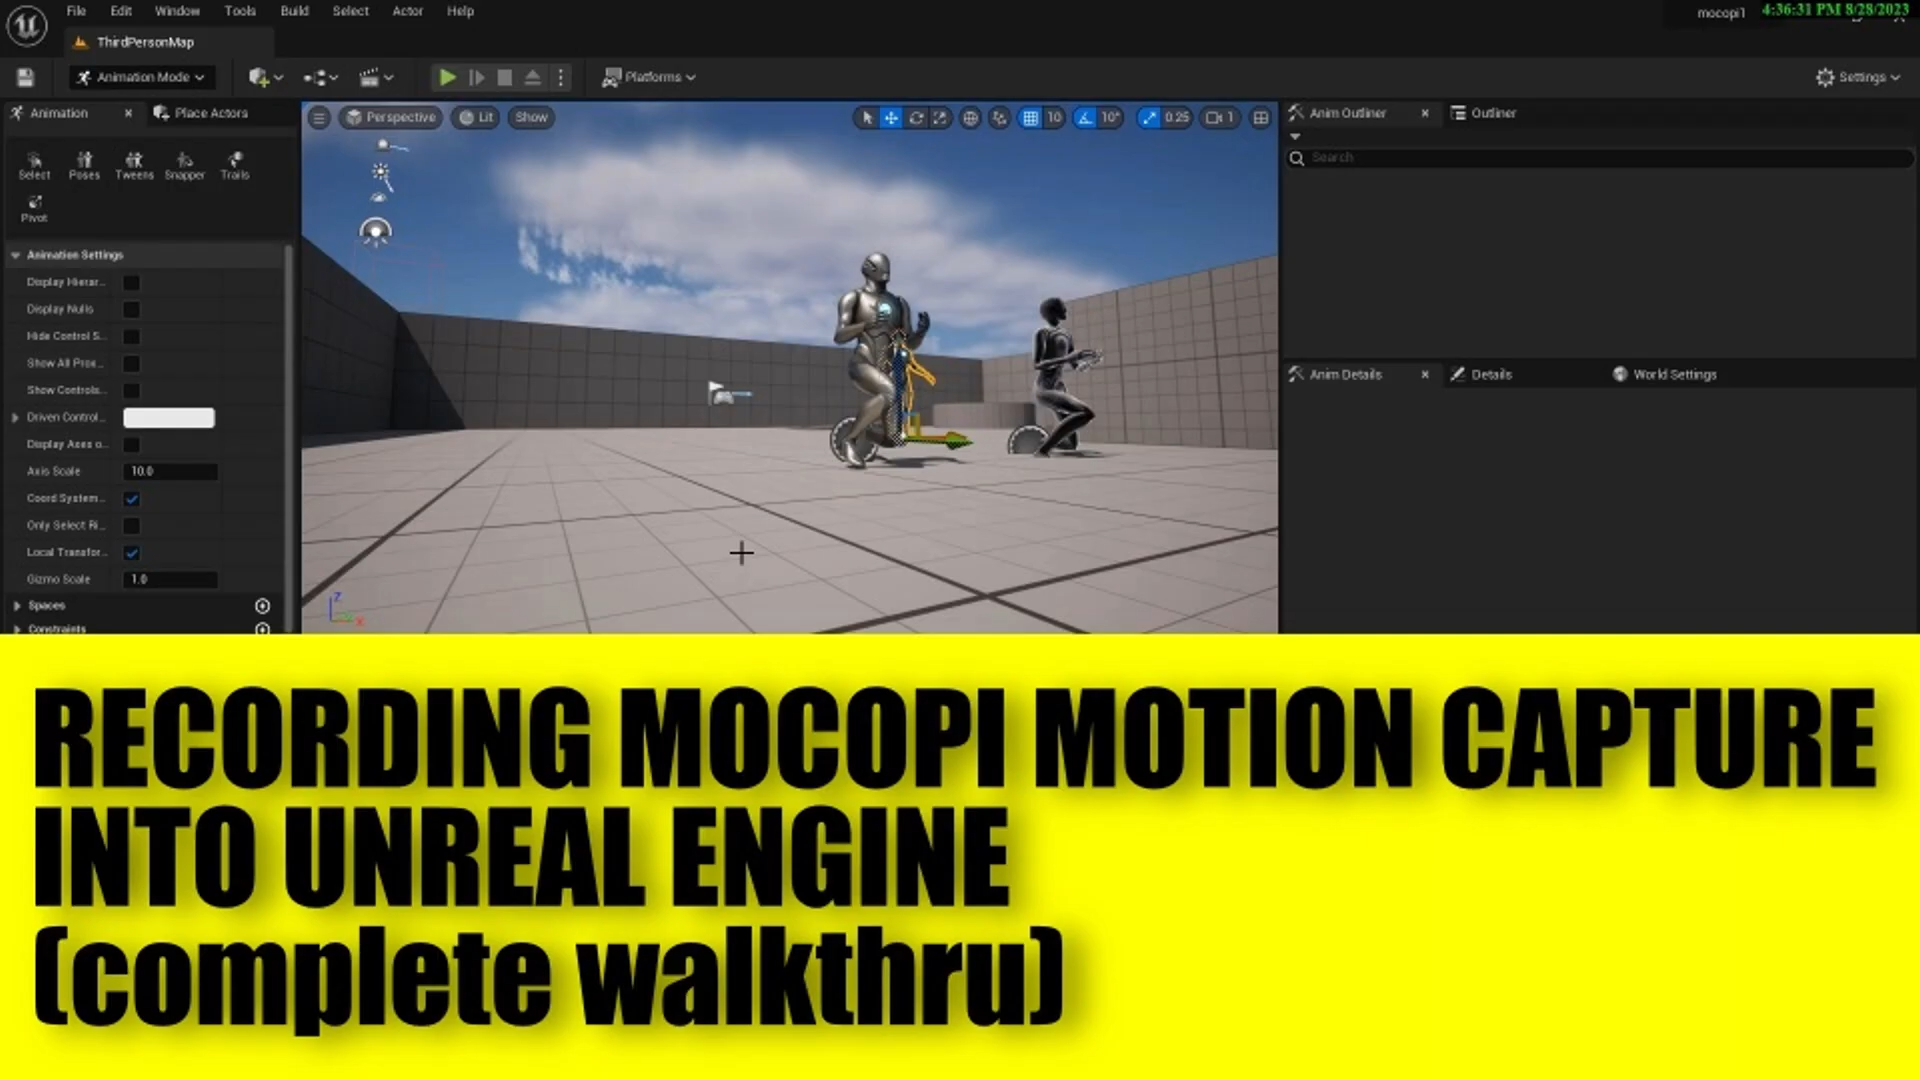 File Edit Window Tools Build Select Actor Help
mocopi1 4:36:31 PM 8/28/2023
ThirdPersonMap
Animation Mode
Platforms
Settings
Animation
Place Actors
Perspective Lit Show
10 10° 0.25 1
Anim Outliner
Outliner
Search
Select Poses Tweens Snapper Trails
Pivot
Animation Settings
Display Hierar...
Display Nulls
Hide Control S...
Show All Prox...
Show Controls...
Driven Control...
Display Axes o...
Axis Scale 10.0
Coord System...
Only Select Ri...
Local Transfor...
Gizmo Scale 1.0
Spaces
Constraints
Anim Details
Details
World Settings
Z
X
RECORDING MOCOPI MOTION CAPTURE
INTO UNREAL ENGINE
(complete walkthru)